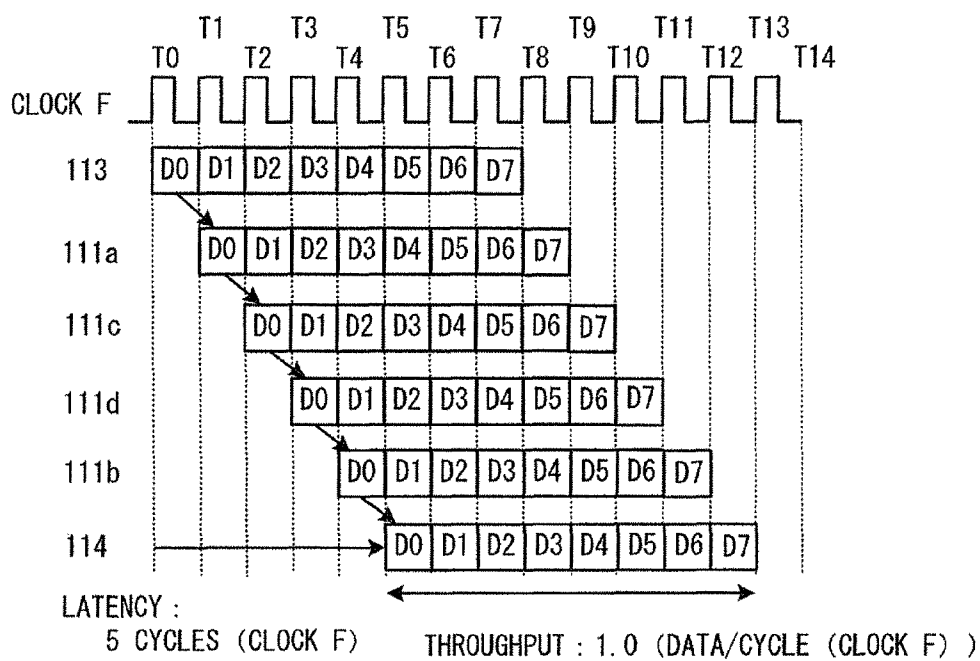 T1 T3 T5 T7 T9 T11 T13
T0 T2 T4 T6 T8 T10 T12 T14
CLOCK F
113 D0 D1 D2 D3 D4 D5 D6 D7
111a D0 D1 D2 D3 D4 D5 D6 D7
111c D0 D1 D2 D3 D4 D5 D6 D7
111d D0 D1 D2 D3 D4 D5 D6 D7
111b D0 D1 D2 D3 D4 D5 D6 D7
114 D0 D1 D2 D3 D4 D5 D6 D7
LATENCY :
5 CYCLES (CLOCK F) THROUGHPUT : 1.0 (DATA/CYCLE (CLOCK F) )